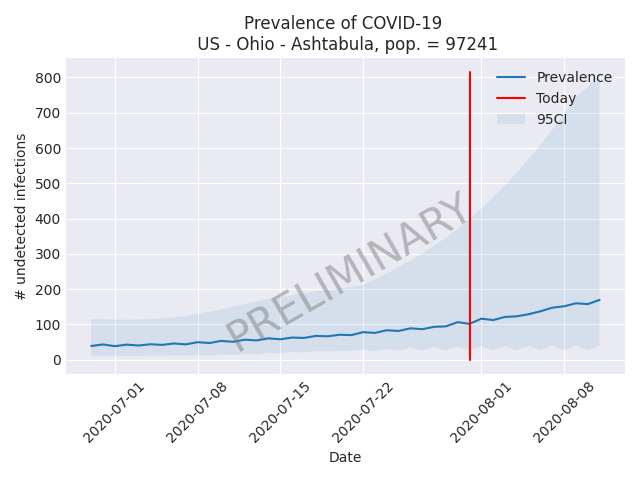 Prevalence of COVID-19
US - Ohio - Ashtabula, pop. = 97241
Prevalence
Today
95CI
PRELIMINARY
# undetected infections
800
700
600
500
400
300
200
100
0
2020-07-01
2020-07-08
2020-07-15
2020-07-22
2020-08-01
2020-08-08
Date